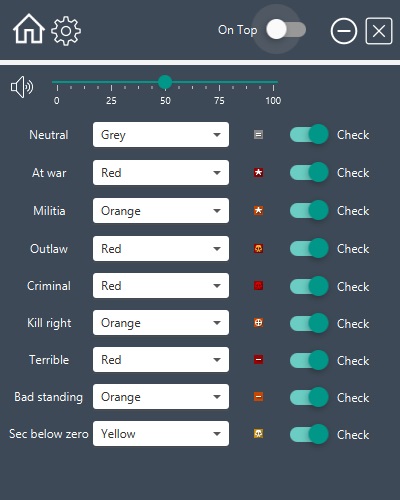 On Top
0 25 50 75 100
Neutral Grey Check
At war Red Check
Militia Orange Check
Outlaw Red Check
Criminal Red Check
Kill right Orange Check
Terrible Red Check
Bad standing Orange Check
Sec below zero Yellow Check